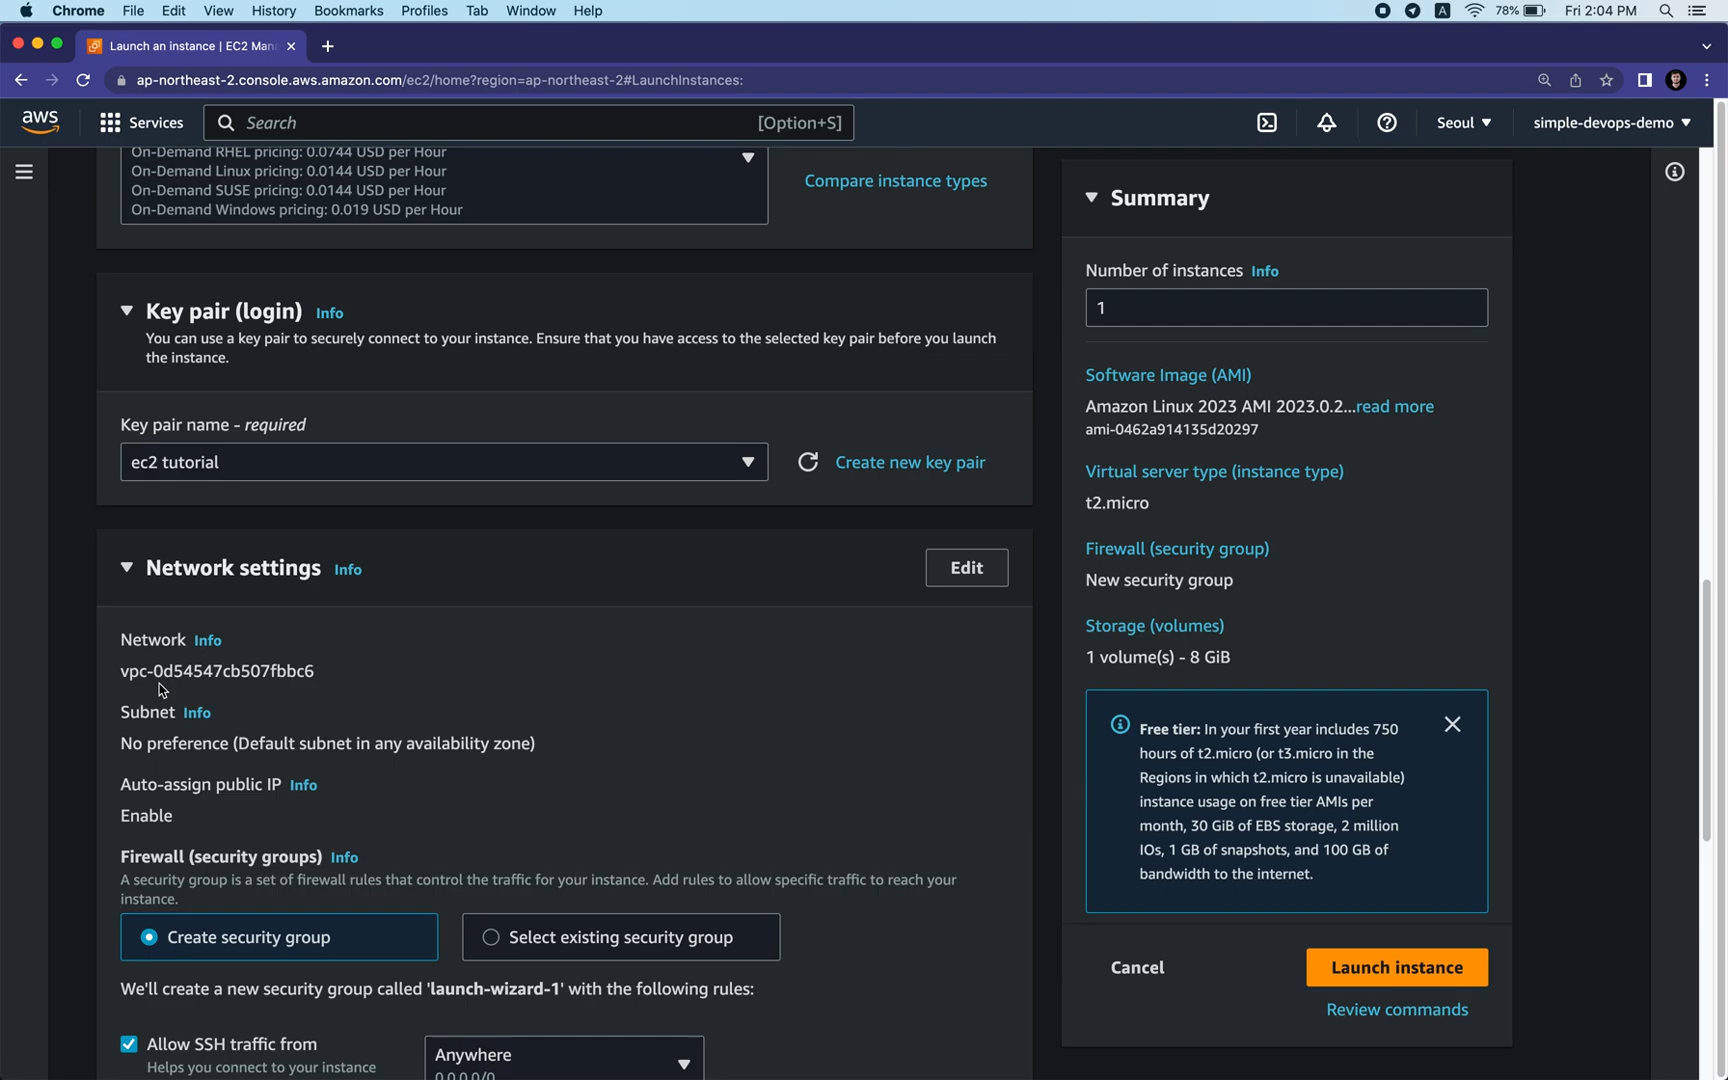 Chrome File Edit View History Bookmarks Profiles Tab Window Help
A 78% Fri 2:04 PM
Launch an instance | EC2 Man
ap-northeast-2.console.aws.amazon.com/ec2/home?region=ap-northeast-2#LaunchInstances:
aws Services Search [Option+S] Seoul simple-devops-demo
On-Demand RHEL pricing: 0.0744 USD per Hour
On-Demand Linux pricing: 0.0144 USD per Hour
On-Demand SUSE pricing: 0.0144 USD per Hour
On-Demand Windows pricing: 0.019 USD per Hour
Compare instance types
Key pair (login) Info
You can use a key pair to securely connect to your instance. Ensure that you have access to the selected key pair before you launch
the instance.
Key pair name - required
ec2 tutorial
Create new key pair
Network settings Info
Edit
Network Info
vpc-0d54547cb507fbbc6
Subnet Info
No preference (Default subnet in any availability zone)
Auto-assign public IP Info
Enable
Firewall (security groups) Info
A security group is a set of firewall rules that control the traffic for your instance. Add rules to allow specific traffic to reach your
instance.
Create security group
Select existing security group
We'll create a new security group called 'launch-wizard-1' with the following rules:
Allow SSH traffic from
Helps you connect to your instance
Anywhere
0.0.0.0/0
Summary
Number of instances Info
1
Software Image (AMI)
Amazon Linux 2023 AMI 2023.0.2...read more
ami-0462a914135d20297
Virtual server type (instance type)
t2.micro
Firewall (security group)
New security group
Storage (volumes)
1 volume(s) - 8 GiB
Free tier: In your first year includes 750
hours of t2.micro (or t3.micro in the
Regions in which t2.micro is unavailable)
instance usage on free tier AMIs per
month, 30 GiB of EBS storage, 2 million
IOs, 1 GB of snapshots, and 100 GB of
bandwidth to the internet.
Cancel
Launch instance
Review commands